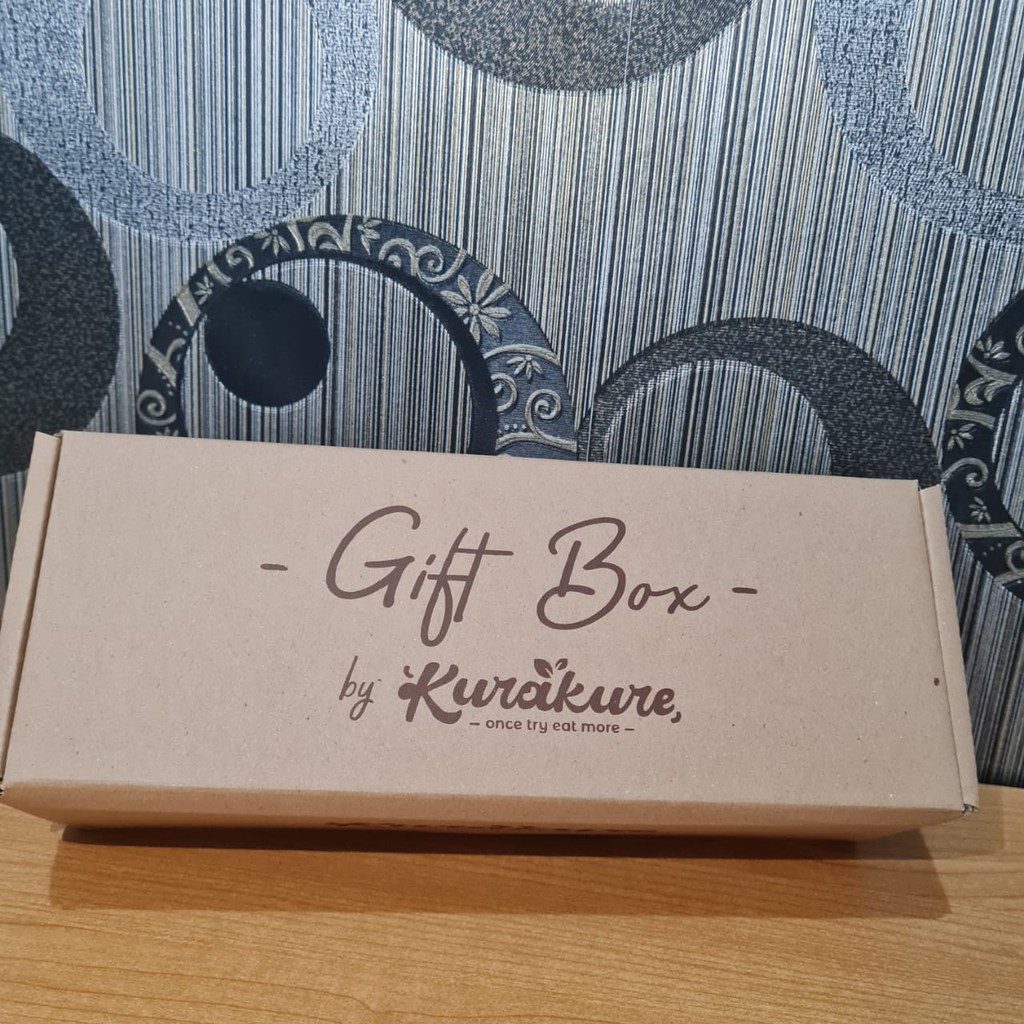 - Gift Box -
by Kurakure,
- once try eat more -